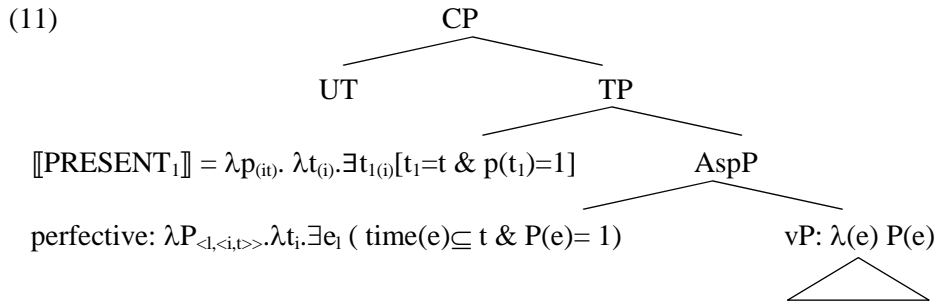 (11) CP
UT TP
⟦PRESENT₁⟧ = λp₍ᵢₜ₎. λt₍ᵢ₎.∃t₁₍ᵢ₎[t₁=t & p(t₁)=1] AspP
perfective: λP<l,<i,t>>.λtᵢ.∃eₗ ( time(e)⊆ t & P(e)= 1) vP: λ(e) P(e)